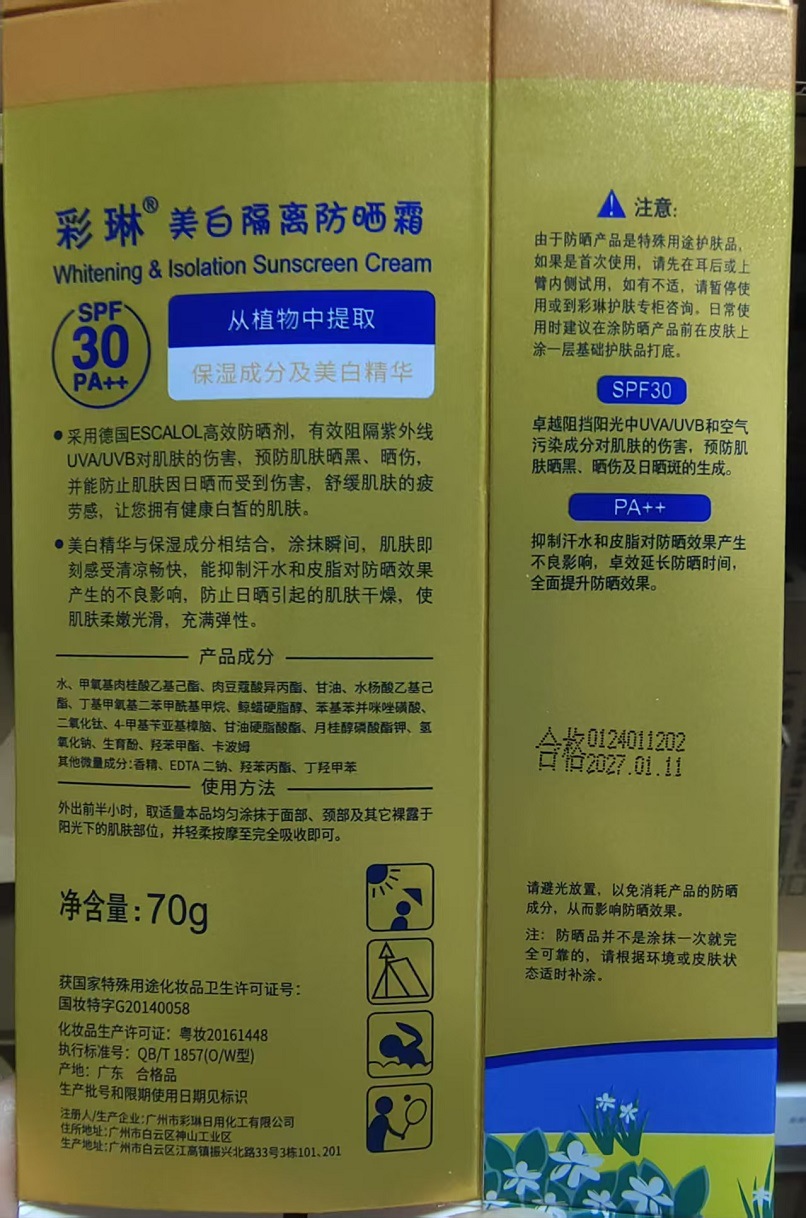 彩琳®美白隔离防晒霜
Whitening & Isolation Sunscreen Cream
SPF
30
PA++
从植物中提取
保湿成分及美白精华
●采用德国ESCALOL高效防晒剂，有效阻隔紫外线
UVA/UVB对肌肤的伤害，预防肌肤晒黑、晒伤，
并能防止肌肤因日晒而受到伤害，舒缓肌肤的疲
劳感，让您拥有健康白皙的肌肤。
●美白精华与保湿成分相结合，涂抹瞬间，肌肤即
刻感受清凉畅快，能抑制汗水和皮脂对防晒效果
产生的不良影响，防止日晒引起的肌肤干燥，使
肌肤柔嫩光滑，充满弹性。
产品成分
水、甲氧基肉桂酸乙基己酯、肉豆蔻酸异丙酯、甘油、水杨酸乙基己
酯、丁基甲氧基二苯甲酰基甲烷、鲸蜡硬脂醇、苯基苯并咪唑磺酸、
二氧化钛、4-甲基苄亚基樟脑、甘油硬脂酸酯、月桂醇磷酸酯钾、氢
氧化钠、生育酚、羟苯甲酯、卡波姆
其他微量成分：香精、EDTA 二钠、羟苯丙酯、丁羟甲苯
使用方法
外出前半小时，取适量本品均匀涂抹于面部、颈部及其它裸露于
阳光下的肌肤部位，并轻柔按摩至完全吸收即可。
净含量：70g
获国家特殊用途化妆品卫生许可证号：
国妆特字G20140058
化妆品生产许可证：粤妆20161448
执行标准号：QB/T 1857(O/W型)
产地：广东 合格品
生产批号和限期使用日期见标识
注册人/生产企业：广州市彩琳日用化工有限公司
住所地址：广州市白云区神山工业区
生产地址：广州市白云区江高镇振兴北路33号3栋101、201
注意：
由于防晒产品是特殊用途护肤品，
如果是首次使用，请先在耳后或上
臂内侧试用，如有不适，请暂停使
用或到彩琳护肤专柜咨询。日常使
用时建议在涂防晒产品前在皮肤上
涂一层基础护肤品打底。
SPF30
卓越阻挡阳光中UVA/UVB和空气
污染成分对肌肤的伤害，预防肌
肤晒黑、晒伤及日晒斑的生成。
PA++
抑制汗水和皮脂对防晒效果产生
不良影响，卓效延长防晒时间，
全面提升防晒效果。
合格0124011202
合格2027.01.11
请避光放置，以免消耗产品的防晒
成分，从而影响防晒效果。
注：防晒品并不是涂抹一次就完
全可靠的，请根据环境或皮肤状
态适时补涂。